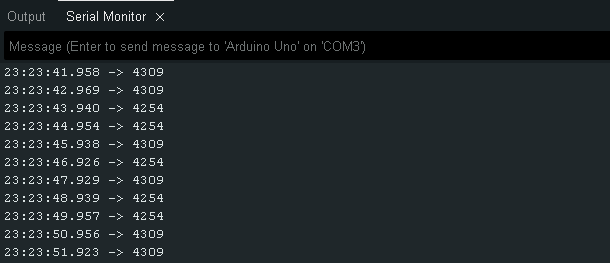 Output Serial Monitor ×
Message (Enter to send message to 'Arduino Uno' on 'COM3')
23:23:41.958 -> 4309
23:23:42.969 -> 4309
23:23:43.940 -> 4254
23:23:44.954 -> 4254
23:23:45.938 -> 4309
23:23:46.926 -> 4254
23:23:47.929 -> 4309
23:23:48.939 -> 4254
23:23:49.957 -> 4254
23:23:50.956 -> 4309
23:23:51.923 -> 4309